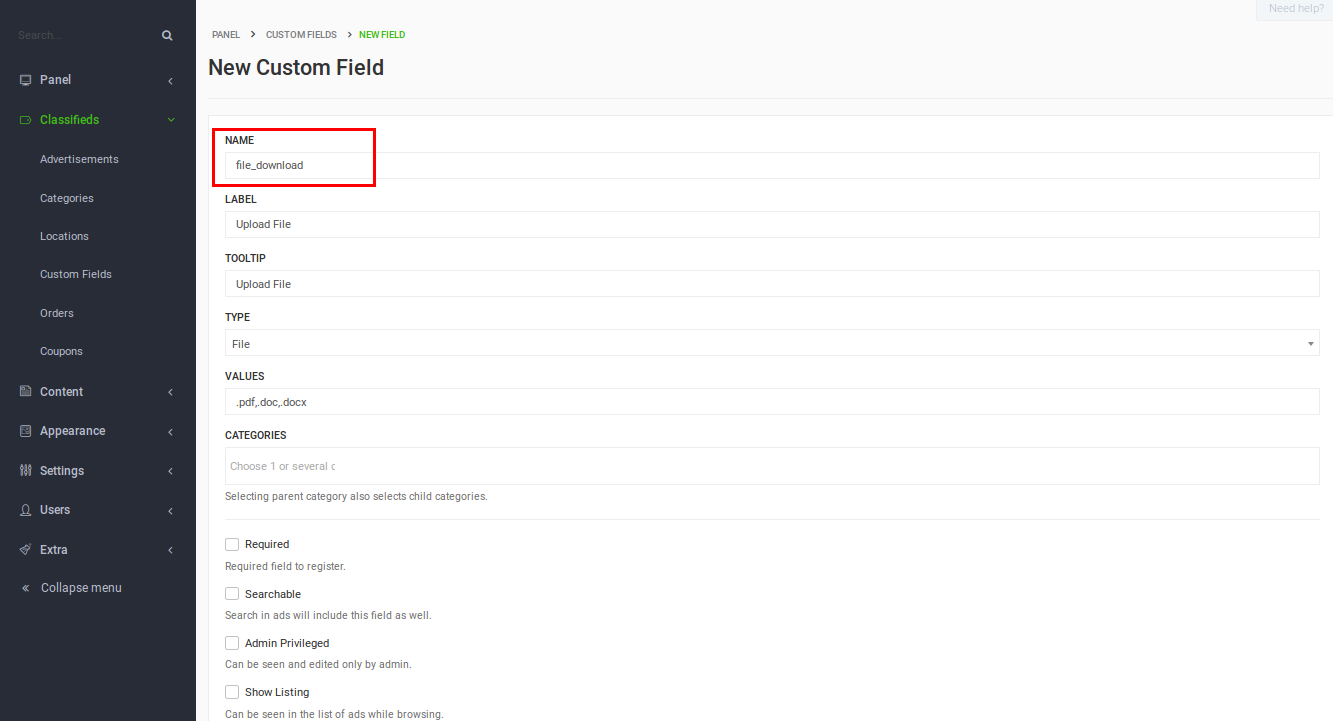 Need help?
Search...
Panel
Classifieds
Advertisements
Categories
Locations
Custom Fields
Orders
Coupons
Content
Appearance
Settings
Users
Extra
Collapse menu
PANEL > CUSTOM FIELDS > NEW FIELD
New Custom Field
NAME
file_download
LABEL
Upload File
TOOLTIP
Upload File
TYPE
File
VALUES
.pdf,.doc,.docx
CATEGORIES
Choose 1 or several c
Selecting parent category also selects child categories.
Required
Required field to register.
Searchable
Search in ads will include this field as well.
Admin Privileged
Can be seen and edited only by admin.
Show Listing
Can be seen in the list of ads while browsing.